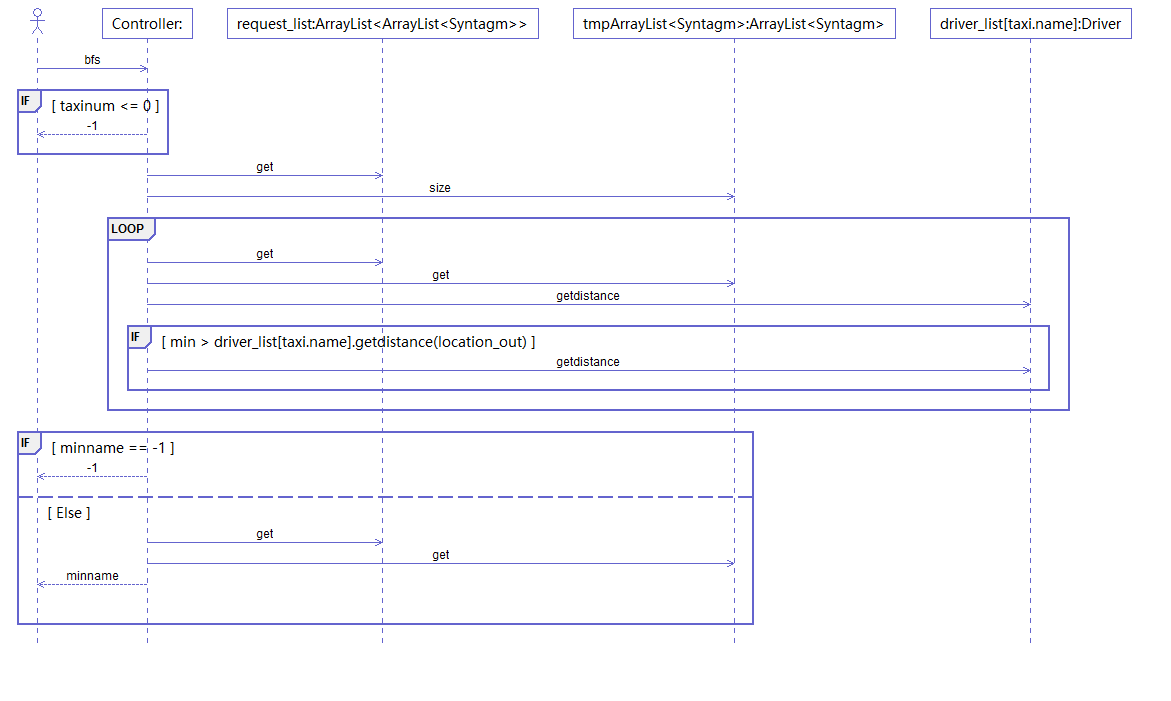 Controller:
request_list:ArrayList<ArrayList<Syntagm>>
tmpArrayList<Syntagm>:ArrayList<Syntagm>
driver_list[taxi.name]:Driver
bfs
IF
[ taxinum <= 0 ]
-1
get
size
LOOP
get
get
getdistance
IF
[ min > driver_list[taxi.name].getdistance(location_out) ]
getdistance
IF
[ minname == -1 ]
-1
[ Else ]
get
get
minname